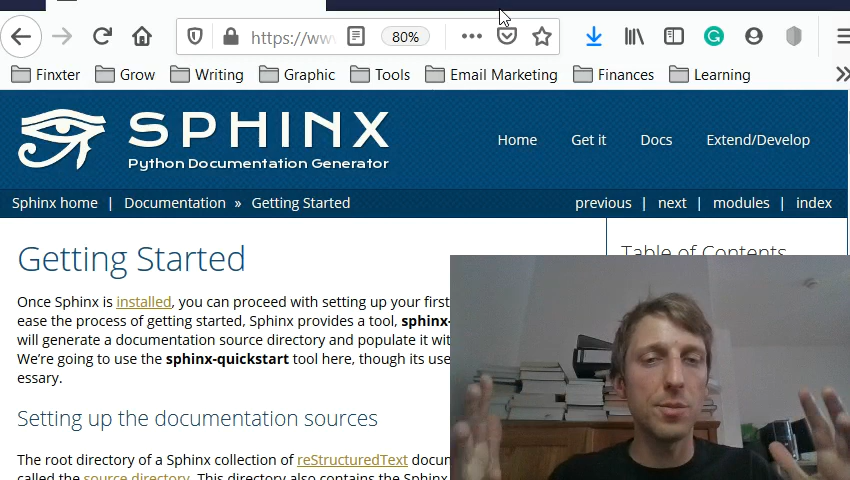 https://www
80%
Finxter Grow Writing Graphic Tools Email Marketing Finances Learning
SPHINX
Python Documentation Generator
Home Get it Docs Extend/Develop
Sphinx home | Documentation » Getting Started previous | next | modules | index
Getting Started
Table of Contents
Once Sphinx is installed, you can proceed with setting up your first
ease the process of getting started, Sphinx provides a tool, sphinx-
will generate a documentation source directory and populate it wit
We're going to use the sphinx-quickstart tool here, though its use
essary.
Setting up the documentation sources
The root directory of a Sphinx collection of reStructuredText docum
called the source directory. This directory also contains the Sphinx